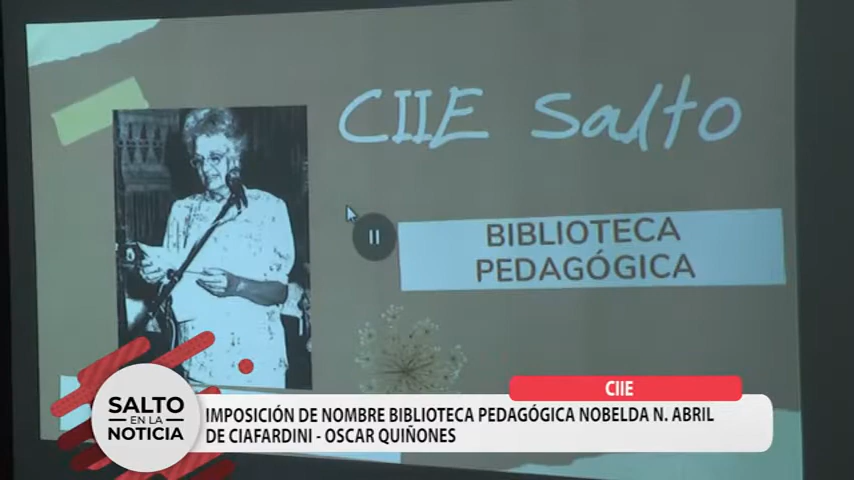 CIIE Salto
BIBLIOTECA
PEDAGÓGICA
CIIE
SALTO
EN LA
NOTICIA
IMPOSICIÓN DE NOMBRE BIBLIOTECA PEDAGÓGICA NOBELDA N. ABRIL
DE CIAFARDINI - OSCAR QUIÑONES